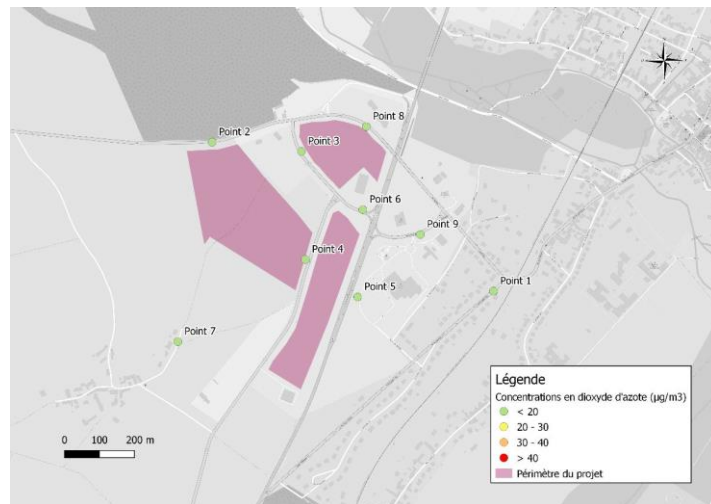 Point 8
Point 2
Point 3
Point 6
Point 9
Point 4
Point 1
Point 5
Point 7
Légende
Concentrations en dioxyde d'azote (µg/m3)
< 20
20 - 30
30 - 40
> 40
Périmètre du projet
0 100 200 m